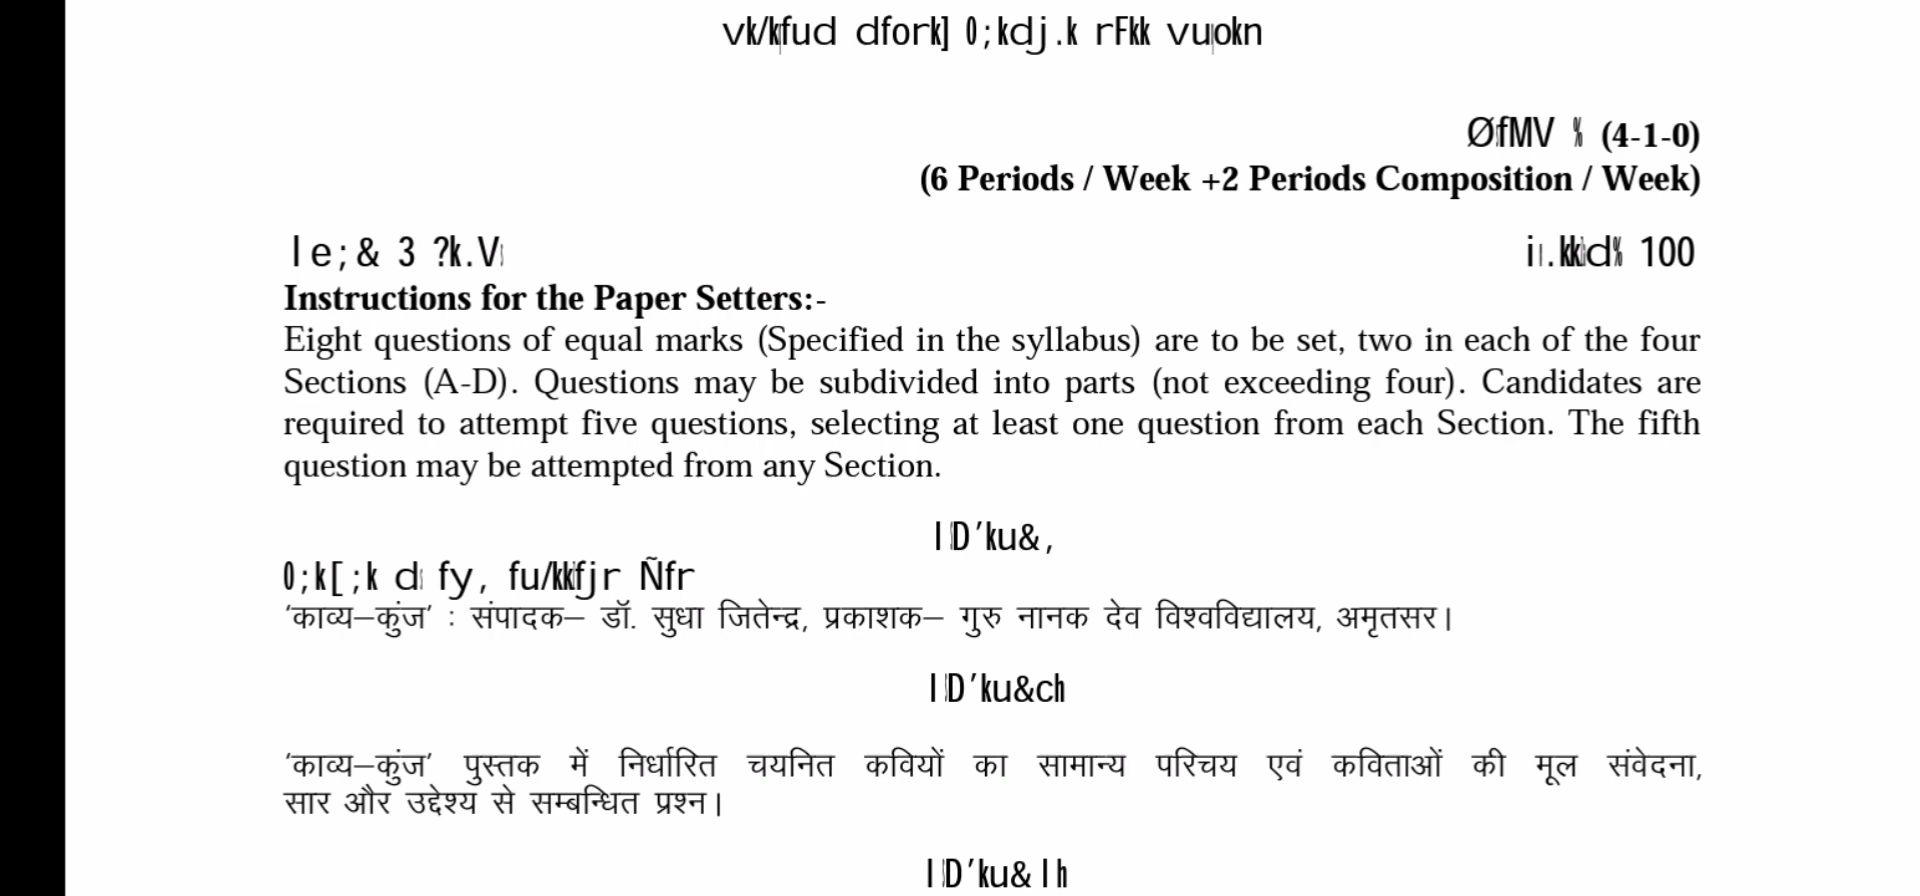 vk/kqfud dfork] O;kdj.k rFkk vuqokn
ØsfMV % (4-1-0)
(6 Periods / Week +2 Periods Composition / Week)
le;& 3 ?k.Vs
iw.kkZad% 100
Instructions for the Paper Setters:-
Eight questions of equal marks (Specified in the syllabus) are to be set, two in each of the four
Sections (A-D). Questions may be subdivided into parts (not exceeding four). Candidates are
required to attempt five questions, selecting at least one question from each Section. The fifth
question may be attempted from any Section.
lSD'ku&,
O;k[;k ds fy, fu/kkZfjr Ñfr
‘काव्य–कुंज’ : संपादक– डॉ. सुधा जितेन्द्र, प्रकाशक– गुरु नानक देव विश्वविद्यालय, अमृतसर।
lSD'ku&ch
‘काव्य–कुंज’ पुस्तक में निर्धारित चयनित कवियों का सामान्य परिचय एवं कविताओं की मूल संवेदना,
सार और उद्देश्य से सम्बन्धित प्रश्न।
lSD'ku&lh